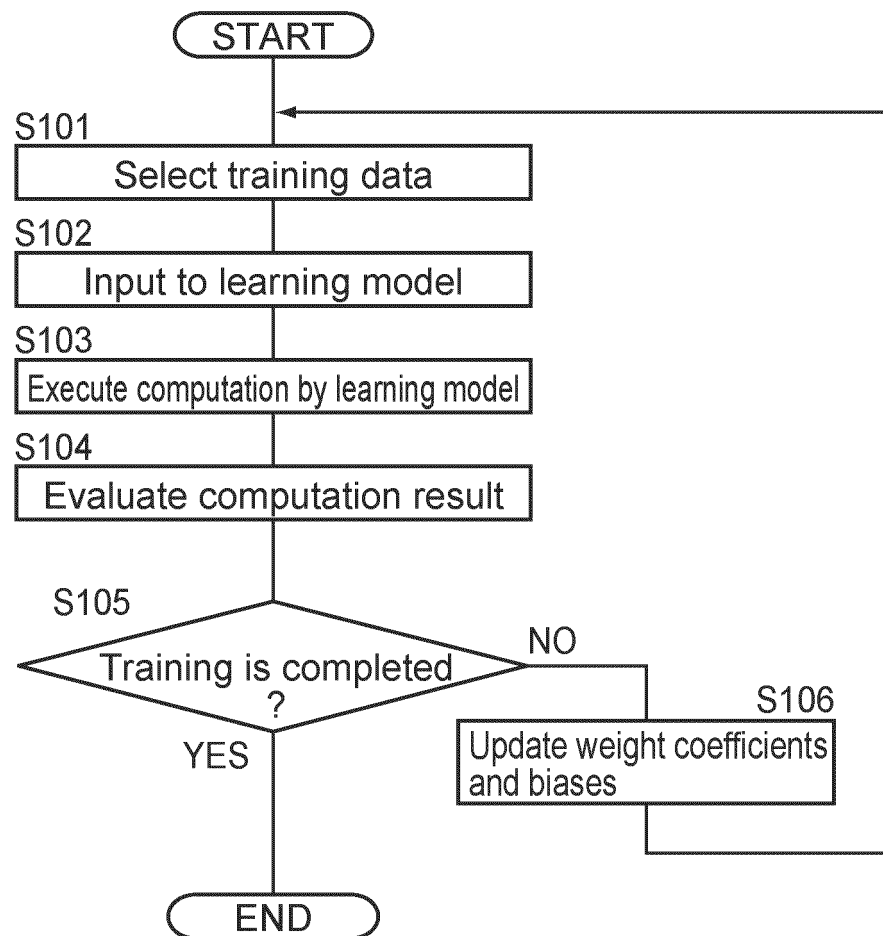 START
S101
Select training data
S102
Input to learning model
S103
Execute computation by learning model
S104
Evaluate computation result
S105
Training is completed
?
NO
YES
S106
Update weight coefficients
and biases
END